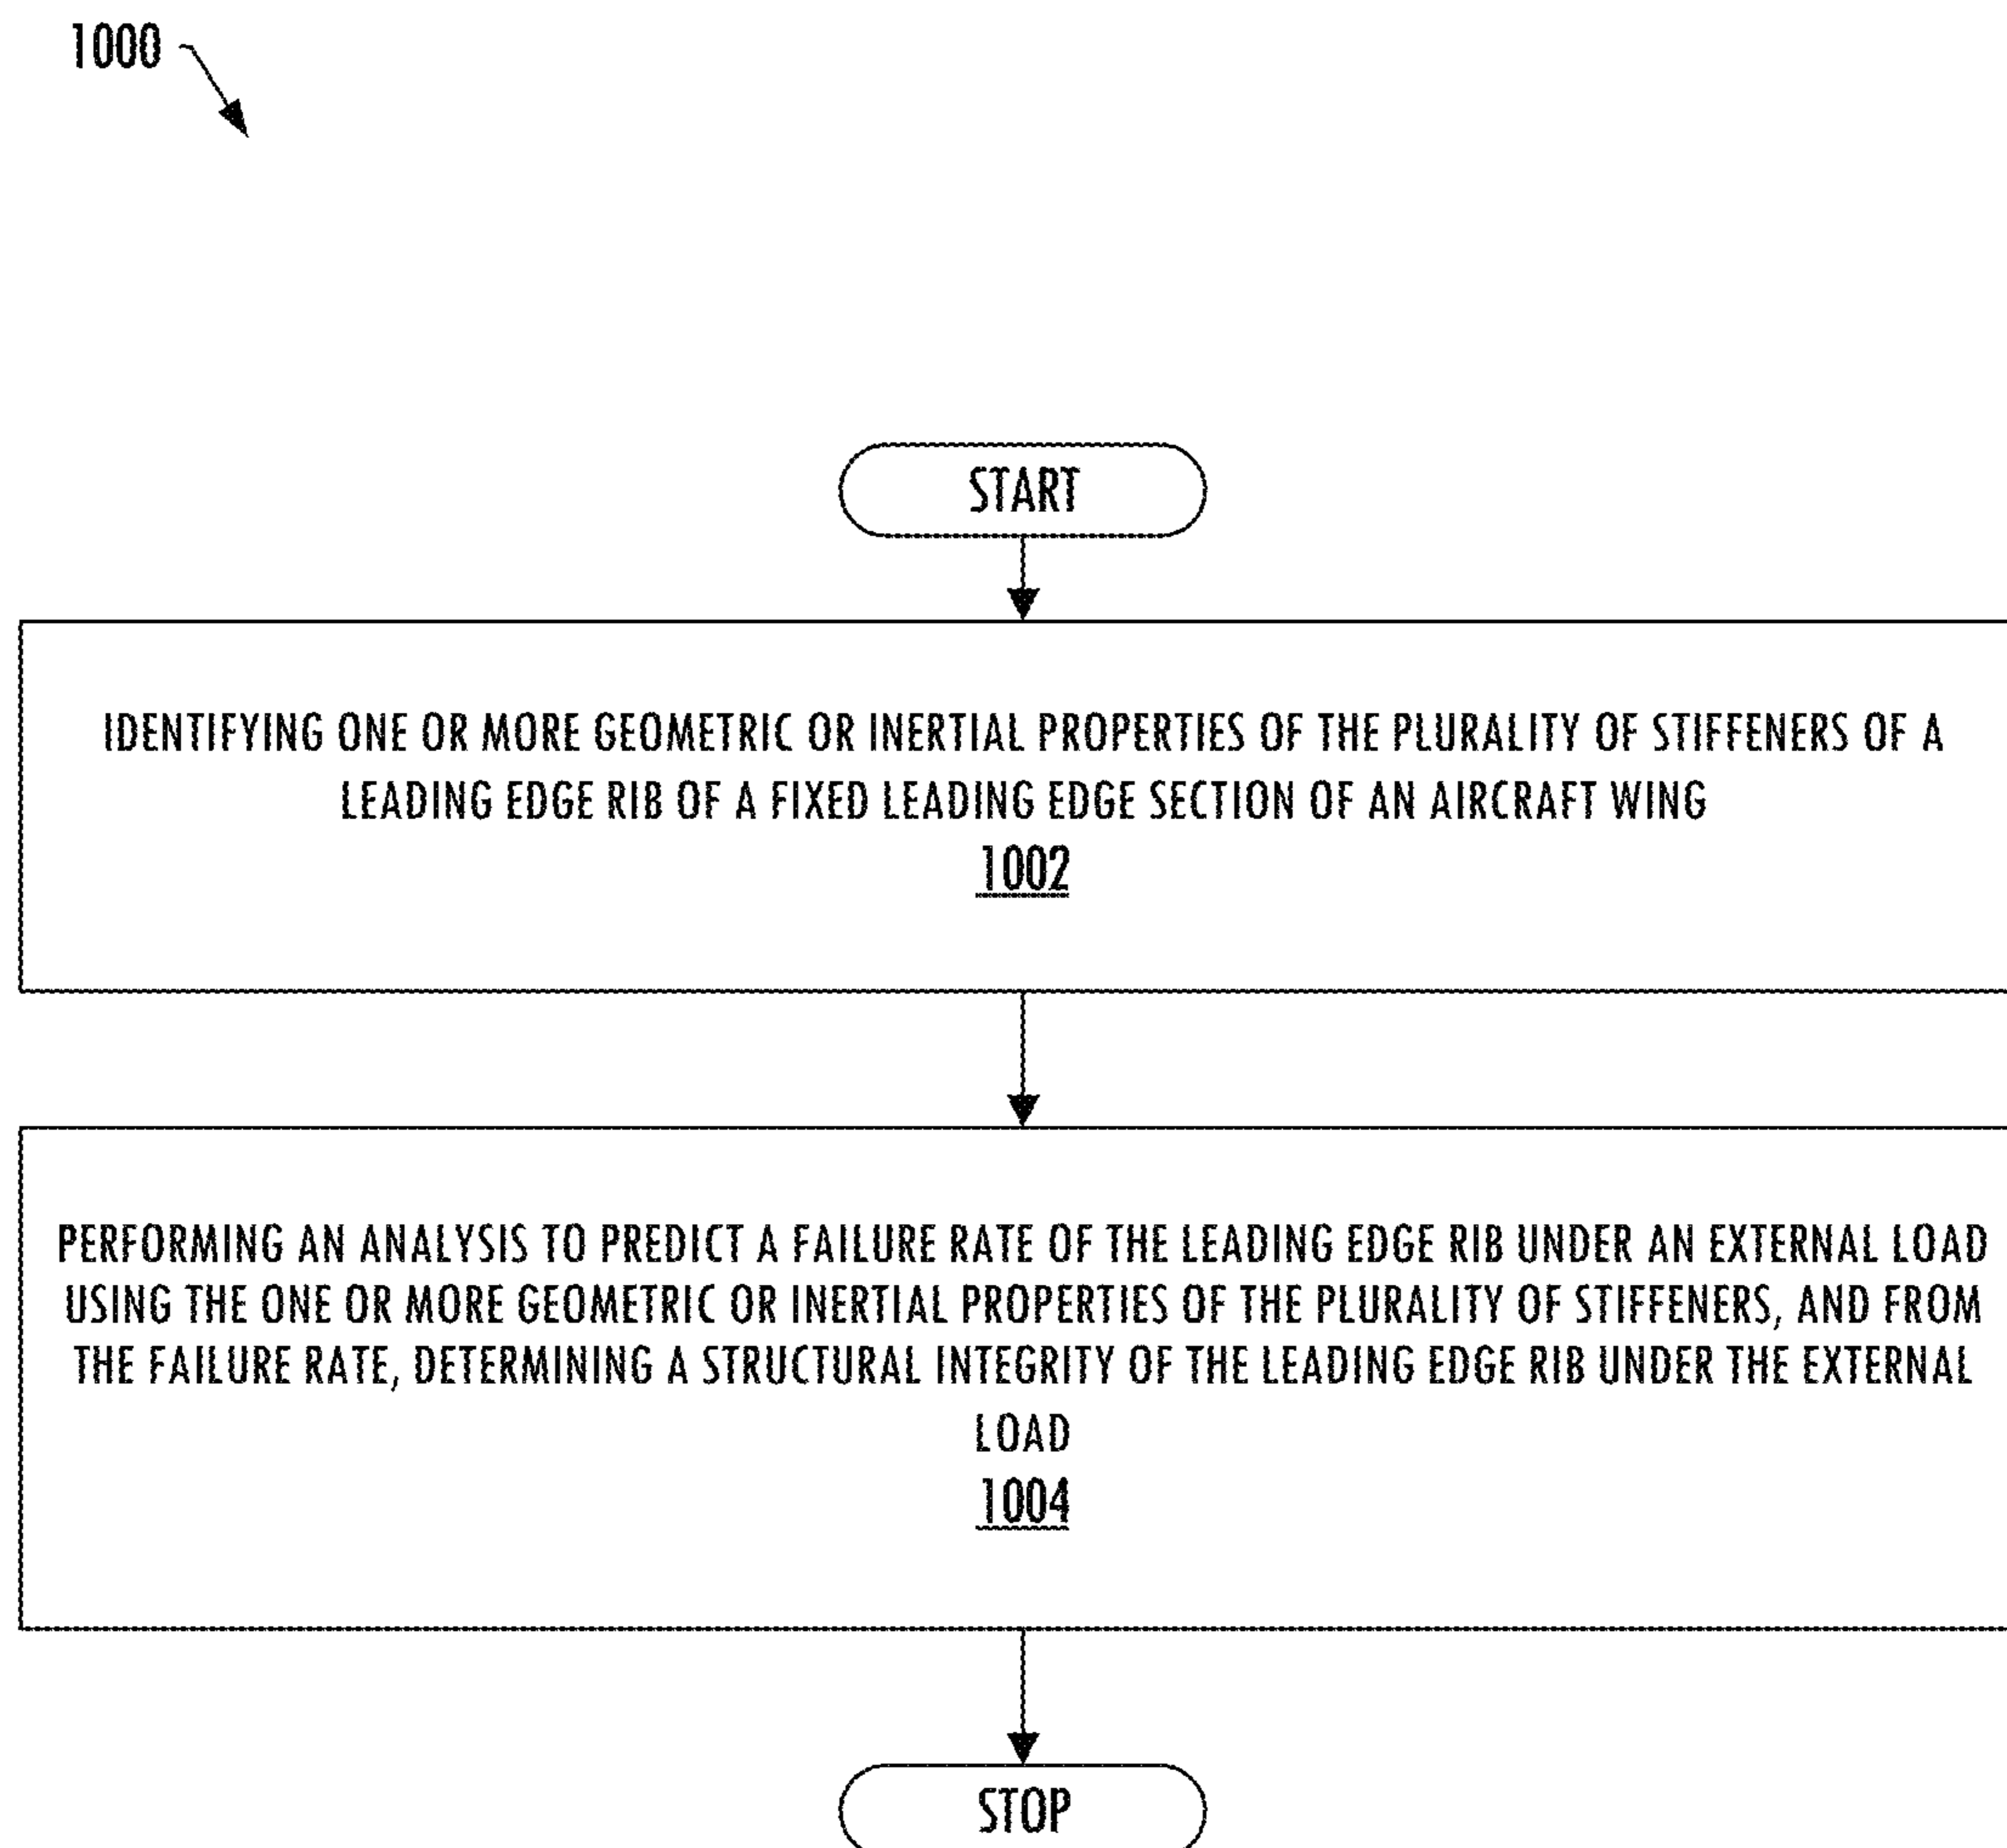 1000
START
IDENTIFYING ONE OR MORE GEOMETRIC OR INERTIAL PROPERTIES OF THE PLURALITY OF STIFFENERS OF A
LEADING EDGE RIB OF A FIXED LEADING EDGE SECTION OF AN AIRCRAFT WING
1002
PERFORMING AN ANALYSIS TO PREDICT A FAILURE RATE OF THE LEADING EDGE RIB UNDER AN EXTERNAL LOAD
USING THE ONE OR MORE GEOMETRIC OR INERTIAL PROPERTIES OF THE PLURALITY OF STIFFENERS, AND FROM
THE FAILURE RATE, DETERMINING A STRUCTURAL INTEGRITY OF THE LEADING EDGE RIB UNDER THE EXTERNAL
LOAD
1004
STOP